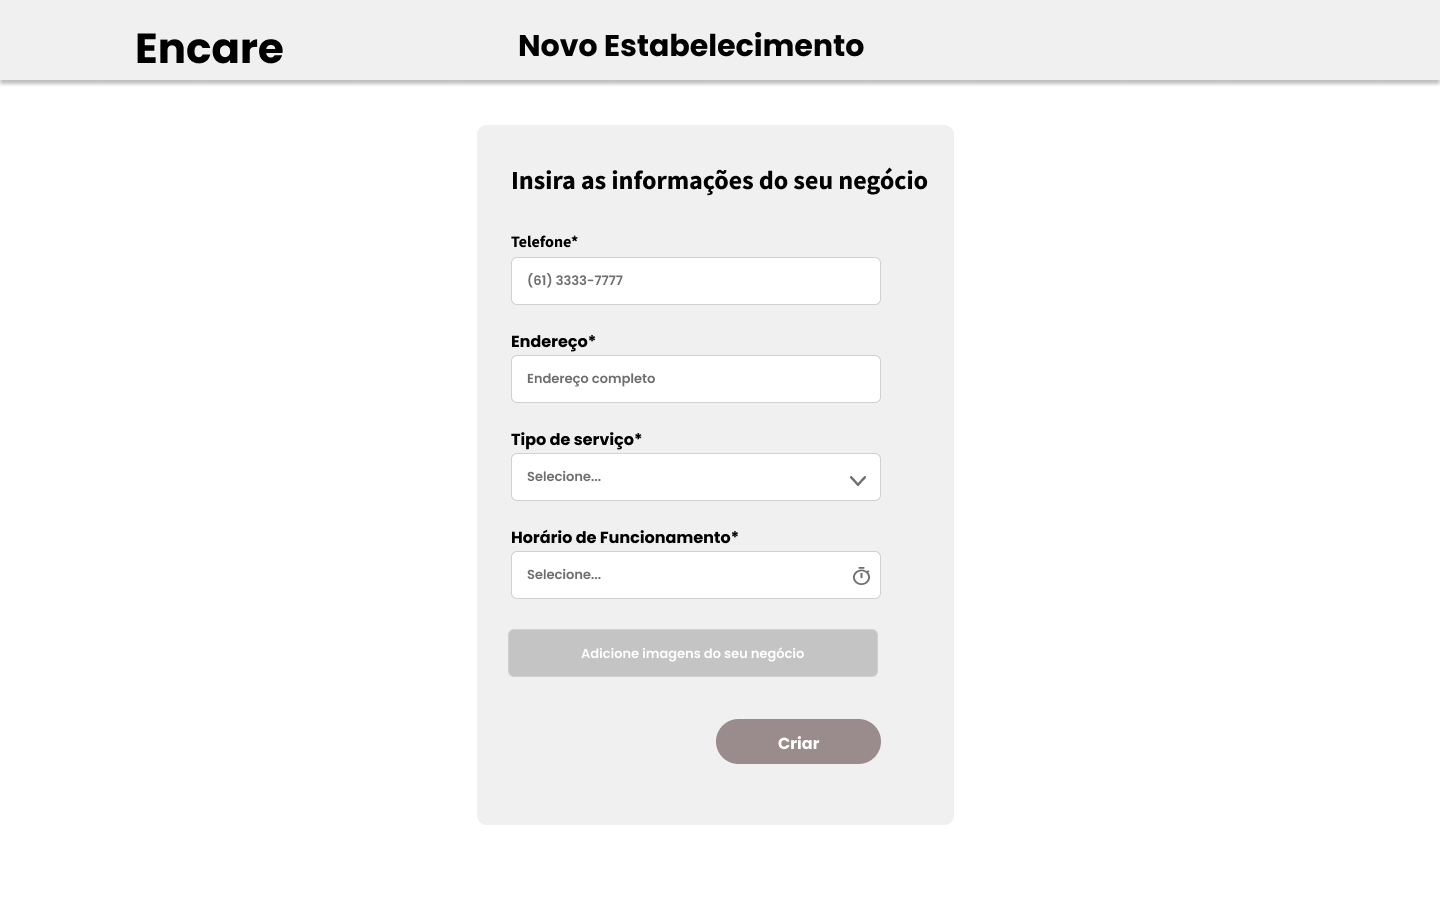 Encare
Novo Estabelecimento
Insira as informações do seu negócio
Telefone*
(61) 3333-7777
Endereço*
Endereço completo
Tipo de serviço*
Selecione...
Horário de Funcionamento*
Selecione...
Adicione imagens do seu negócio
Criar